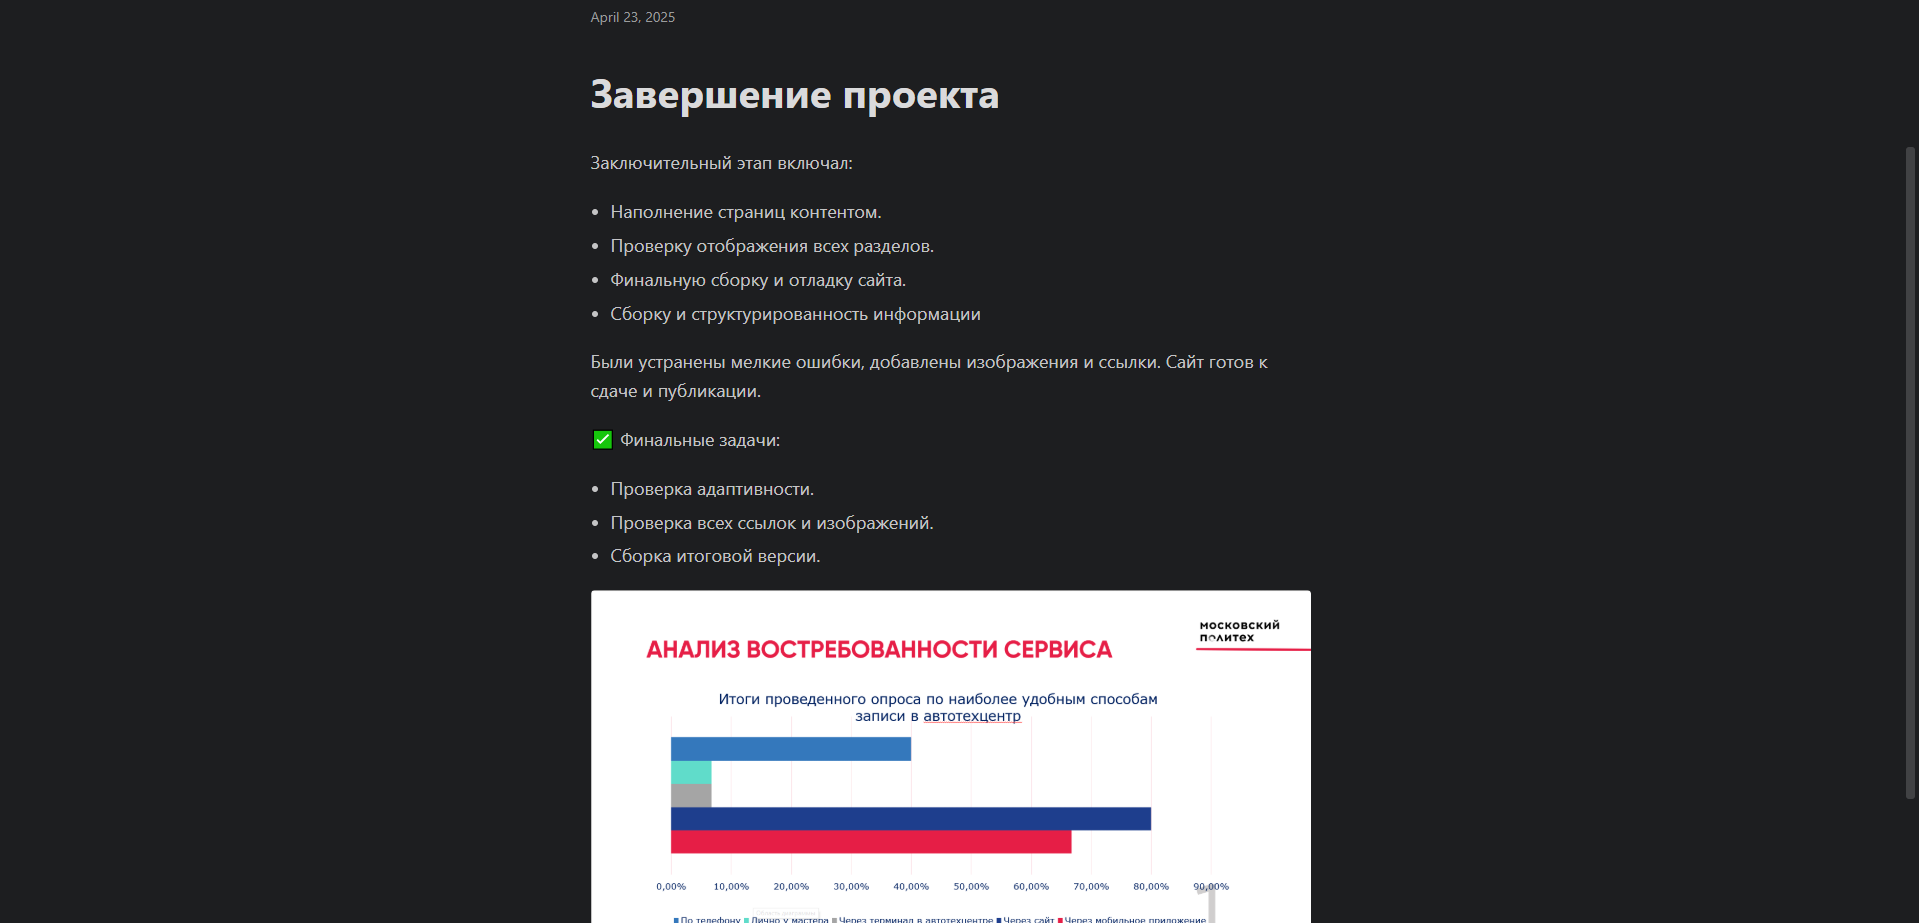 April 23, 2025
Завершение проекта
Заключительный этап включал:
• Наполнение страниц контентом.
• Проверку отображения всех разделов.
• Финальную сборку и отладку сайта.
• Сборку и структурированность информации
Были устранены мелкие ошибки, добавлены изображения и ссылки. Сайт готов к
сдаче и публикации.
✅ Финальные задачи:
• Проверка адаптивности.
• Проверка всех ссылок и изображений.
• Сборка итоговой версии.
московский
политех
АНАЛИЗ ВОСТРЕБОВАННОСТИ СЕРВИСА
Итоги проведенного опроса по наиболее удобным способам
записи в автотехцентр
0,00% 10,00% 20,00% 30,00% 40,00% 50,00% 60,00% 70,00% 80,00% 90,00%
По телефону Лично у мастера Через терминал в автотехцентре Через сайт Через мобильное приложение